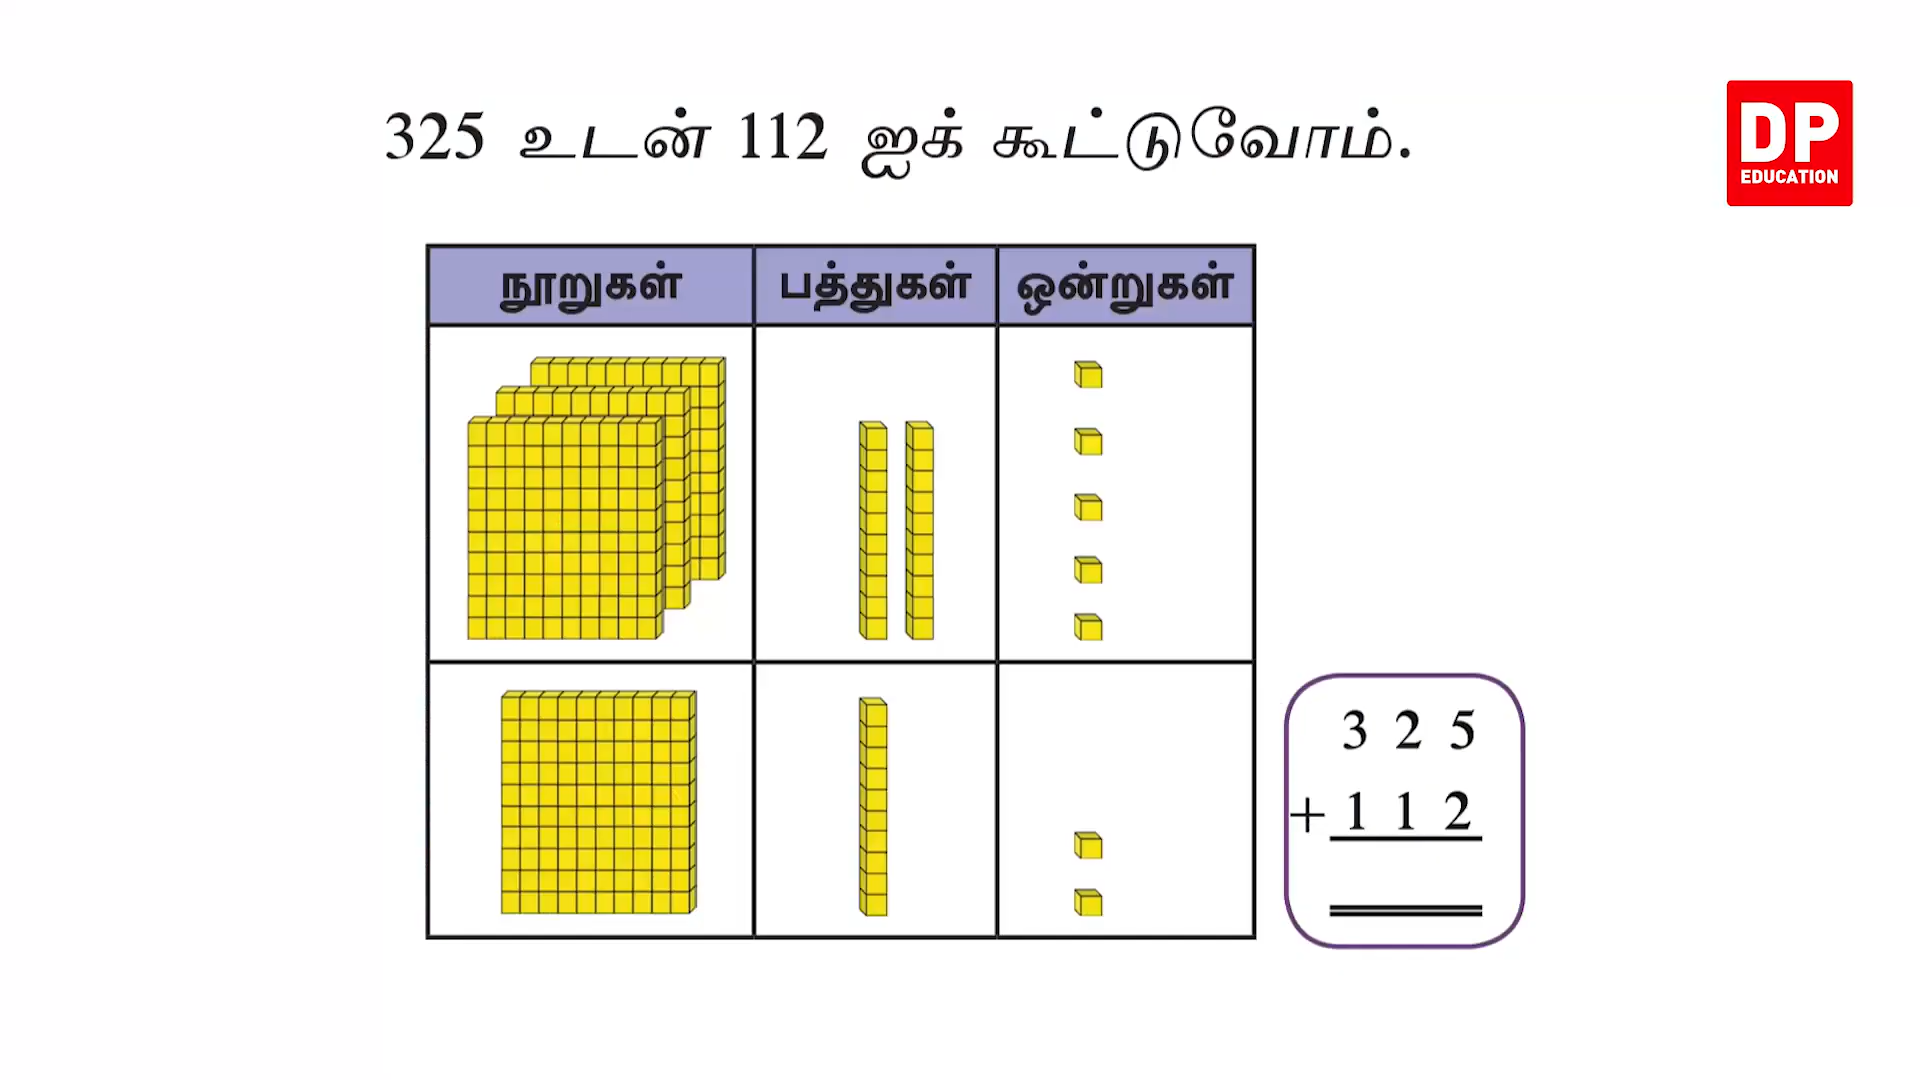 325 உடன் 112 ஐக் கூட்டுவோம்.
DP
EDUCATION
நூறுகள் பத்துகள் ஒன்றுகள்
3 2 5
+ 1 1 2